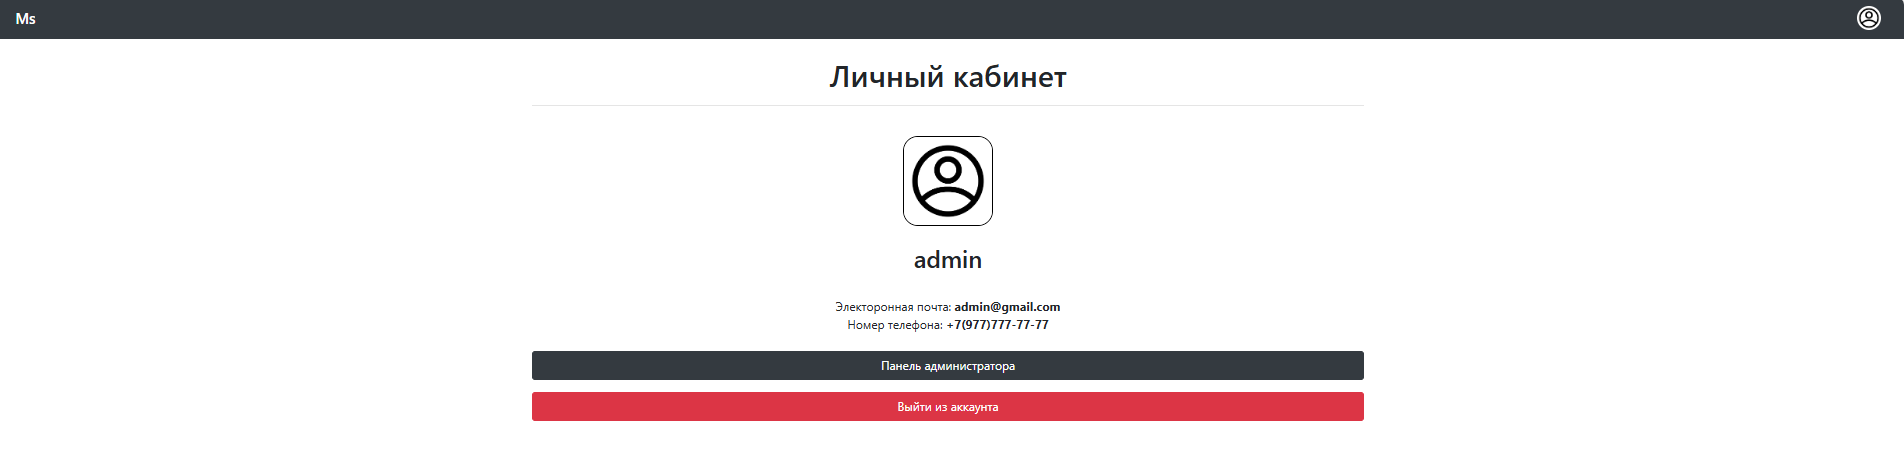 Ms
Личный кабинет
admin
Электоронная почта: admin@gmail.com
Номер телефона: +7(977)777-77-77
Панель администратора
Выйти из аккаунта